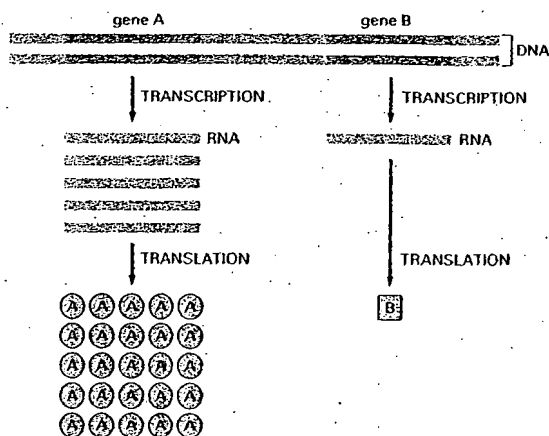 gene A gene B
DNA
TRANSCRIPTION TRANSCRIPTION
RNA RNA
TRANSLATION TRANSLATION
A A A A A B
A A A A A
A A A A A
A A A A A
A A A A A